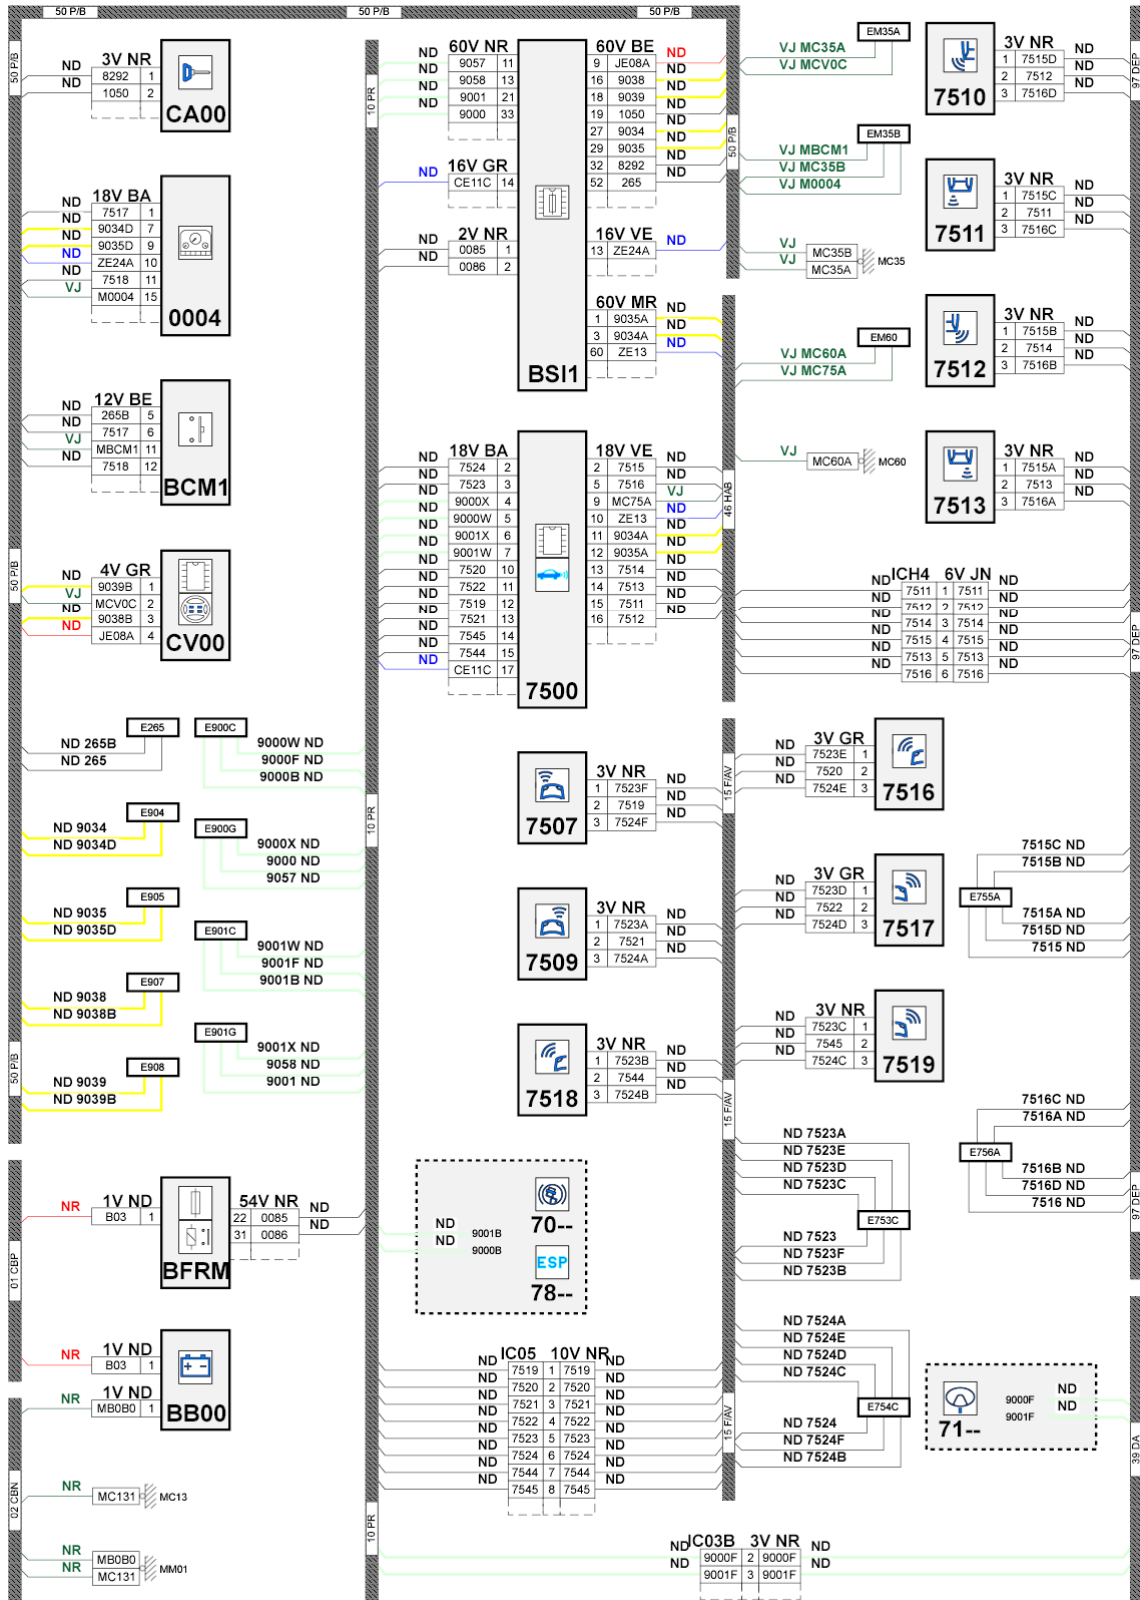 50 P/B
50 P/B
50 P/B
50 P/B
ND
3V NR
8292 1
ND
1050 2
CA00
ND
18V BA
7517 1
ND
9034D 7
ND
9035D 9
ND
ZE24A 10
ND
7518 11
VJ
M0004 15
0004
ND
12V BE
265B 5
ND
7517 6
VJ
MBCM1 11
ND
7518 12
BCM1
50 P/B
ND
4V GR
9039B 1
VJ
MCV0C 2
ND
9038B 3
ND
JE08A 4
CV00
E265
ND 265B
ND 265
E904
ND 9034
ND 9034D
E905
ND 9035
ND 9035D
E907
ND 9038
ND 9038B
50 P/B
E908
ND 9039
ND 9039B
E900C
9000W ND
9000F ND
9000B ND
E900G
9000X ND
9000 ND
9057 ND
E901C
9001W ND
9001F ND
9001B ND
E901G
9001X ND
9058 ND
9001 ND
01 CBP
NR
1V ND
B03 1
BFRM
54V NR
22 0085
ND
31 0086
ND
NR
1V ND
B03 1
NR
1V ND
MB0B0 1
BB00
02 CBN
NR
MC131
MC13
NR
MB0B0
NR
MC131
MM01
10 PR
10 PR
10 PR
ND
60V NR
9057 11
ND
9058 13
ND
9001 21
ND
9000 33
ND
16V GR
CE11C 14
ND
2V NR
0085 1
ND
0086 2
BSI1
60V BE
ND
9 JE08A
ND
16 9038
ND
18 9039
ND
19 1050
ND
27 9034
ND
29 9035
ND
32 8292
ND
52 265
ND
16V VE
13 ZE24A
ND
60V MR
1 9035A
ND
3 9034A
ND
60 ZE13
ND
ND
18V BA
7524 2
ND
7523 3
ND
9000X 4
ND
9000W 5
ND
9001X 6
ND
9001W 7
ND
7520 10
ND
7522 11
ND
7519 12
ND
7521 13
ND
7545 14
ND
7544 15
ND
CE11C 17
7500
18V VE
2 7515
ND
5 7516
ND
9 MC75A
VJ
10 ZE13
ND
11 9034A
ND
12 9035A
ND
13 7514
ND
14 7513
ND
15 7511
ND
16 7512
ND
7507
3V NR
1 7523F
ND
2 7519
ND
3 7524F
ND
7509
3V NR
1 7523A
ND
2 7521
ND
3 7524A
ND
7518
3V NR
1 7523B
ND
2 7544
ND
3 7524B
ND
ND
9001B
ND
9000B
70--
ESP
78--
IC05 10V NR
ND 7519 1 7519 ND
ND 7520 2 7520 ND
ND 7521 3 7521 ND
ND 7522 4 7522 ND
ND 7523 5 7523 ND
ND 7524 6 7524 ND
ND 7544 7 7544 ND
ND 7545 8 7545 ND
50 P/B
46 HAB
15 F/AV
15 F/AV
15 F/AV
EM35A
VJ MC35A
VJ MCV0C
EM35B
VJ MBCM1
VJ MC35B
VJ M0004
VJ
MC35B
VJ
MC35A
MC35
EM60
VJ MC60A
VJ MC75A
VJ
MC60A
MC60
7510
3V NR
1 7515D
ND
2 7512
ND
3 7516D
ND
7511
3V NR
1 7515C
ND
2 7511
ND
3 7516C
ND
7512
3V NR
1 7515B
ND
2 7514
ND
3 7516B
ND
7513
3V NR
1 7515A
ND
2 7513
ND
3 7516A
ND
ICH4 6V JN
ND 7511 1 7511 ND
ND 7512 2 7512 ND
ND 7514 3 7514 ND
ND 7515 4 7515 ND
ND 7513 5 7513 ND
ND 7516 6 7516 ND
ND
3V GR
7523E 1
ND
7520 2
ND
7524E 3
7516
ND
3V GR
7523D 1
ND
7522 2
ND
7524D 3
7517
ND
3V NR
7523C 1
ND
7545 2
ND
7524C 3
7519
7515C ND
7515B ND
E755A
7515A ND
7515D ND
7515 ND
7516C ND
7516A ND
E756A
7516B ND
7516D ND
7516 ND
ND 7523A
ND 7523E
ND 7523D
ND 7523C
E753C
ND 7523
ND 7523F
ND 7523B
ND 7524A
ND 7524E
ND 7524D
ND 7524C
E754C
ND 7524
ND 7524F
ND 7524B
71--
9000F
ND
9001F
ND
IC03B 3V NR
ND 9000F 2 9000F ND
ND 9001F 3 9001F ND
97 DEP
97 DEP
97 DEP
39 DA